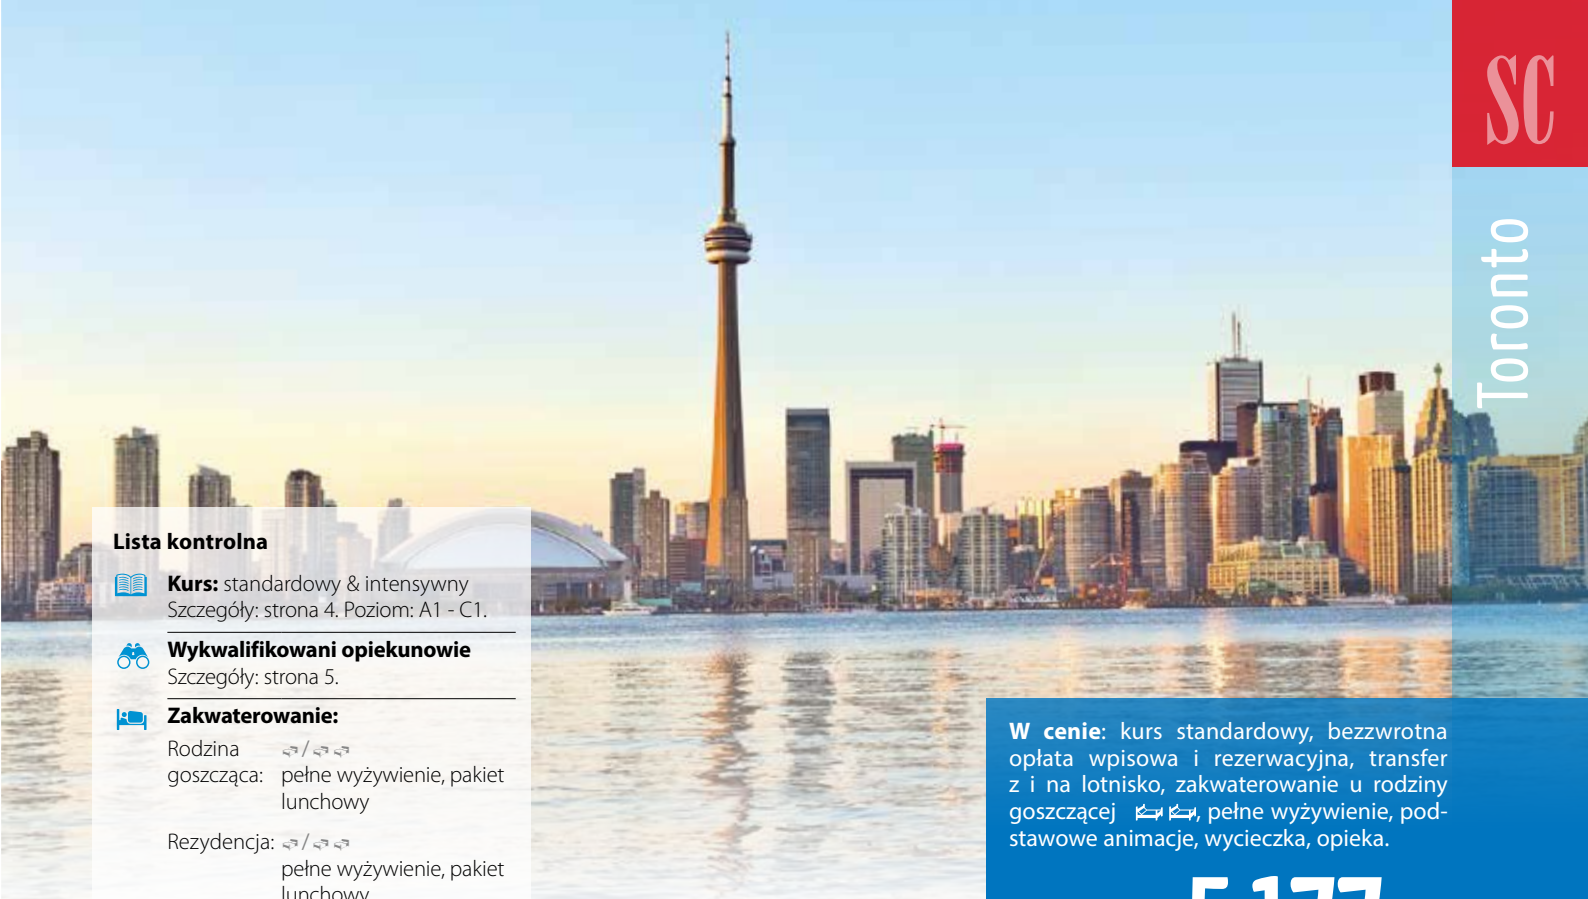 SC
Toronto
Lista kontrolna
Kurs: standardowy & intensywny
Szczegóły: strona 4. Poziom: A1 - C1.
Wykwalifikowani opiekunowie
Szczegóły: strona 5.
Zakwaterowanie:
Rodzina /
goszcząca: pełne wyżywienie, pakiet
lunchowy
Rezydencja: /
pełne wyżywienie, pakiet
lunchowy
W cenie: kurs standardowy, bezzwrotna
opłata wpisowa i rezerwacyjna, transfer
z i na lotnisko, zakwaterowanie u rodziny
goszczącej , pełne wyżywienie, pod-
stawowe animacje, wycieczka, opieka.